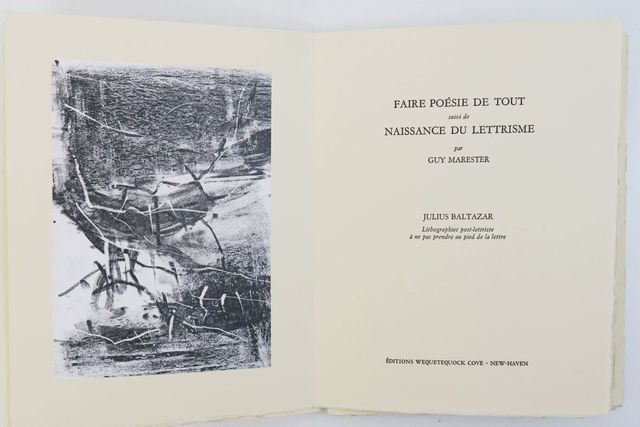 FAIRE POÉSIE DE TOUT
suivi de
NAISSANCE DU LETTRISME
par
GUY MARESTER
JULIUS BALTAZAR
Lithographies post-lettriste
à ne pas prendre au pied de la lettre
ÉDITIONS WEQUETEQUOCK COVE - NEW-HAVEN